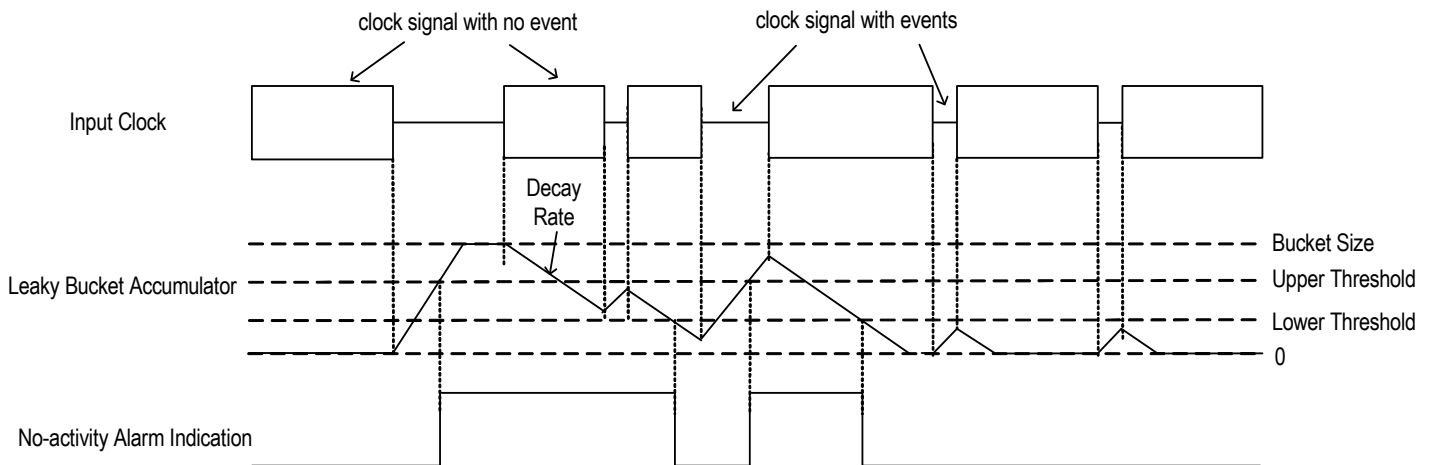 clock signal with no event
clock signal with events
Input Clock
Decay
Rate
Bucket Size
Leaky Bucket Accumulator
Upper Threshold
Lower Threshold
0
No-activity Alarm Indication